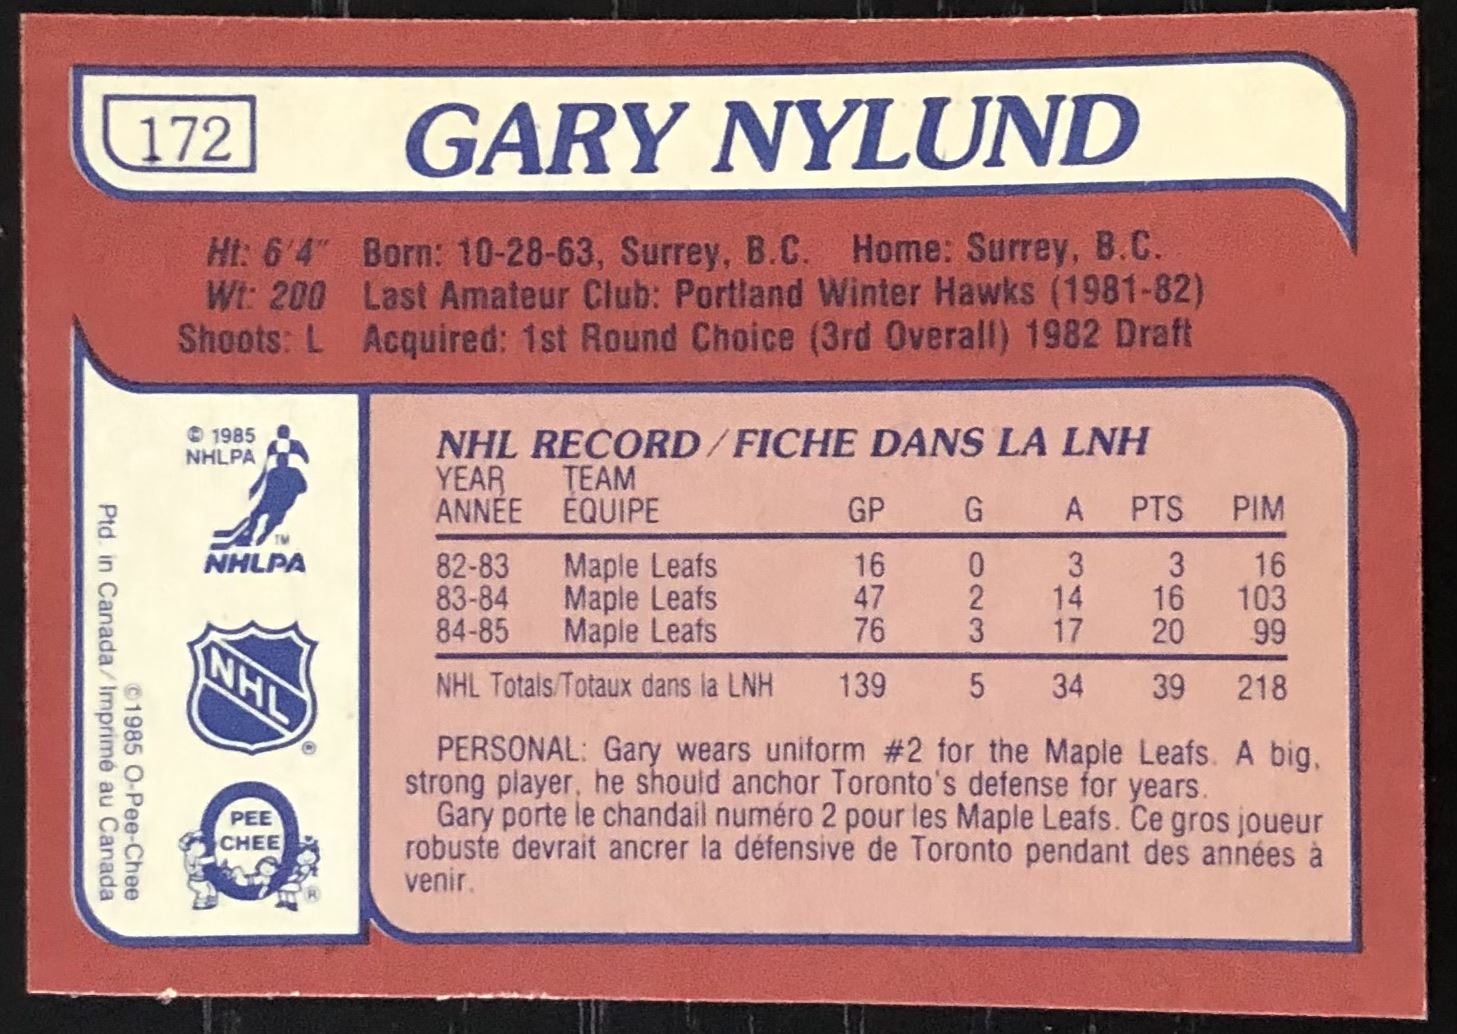 172
GARY NYLUND
Ht: 6'4" Born: 10-28-63, Surrey, B.C. Home: Surrey, B.C.
Wt: 200 Last Amateur Club: Portland Winter Hawks (1981-82)
Shoots: L Acquired: 1st Round Choice (3rd Overall) 1982 Draft
© 1985
NHLPA
TM
NHLPA
NHL
®
PEE
CHEE
®
Ptd. in Canada/Imprimé au Canada
©1985 O-Pee-Chee
NHL RECORD/FICHE DANS LA LNH
YEAR TEAM
ANNÉE ÉQUIPE GP G A PTS PIM
82-83 Maple Leafs 16 0 3 3 16
83-84 Maple Leafs 47 2 14 16 103
84-85 Maple Leafs 76 3 17 20 99
NHL Totals/Totaux dans la LNH 139 5 34 39 218
PERSONAL: Gary wears uniform #2 for the Maple Leafs. A big,
strong player, he should anchor Toronto's defense for years.
Gary porte le chandail numéro 2 pour les Maple Leafs. Ce gros joueur
robuste devrait ancrer la défensive de Toronto pendant des années à
venir.